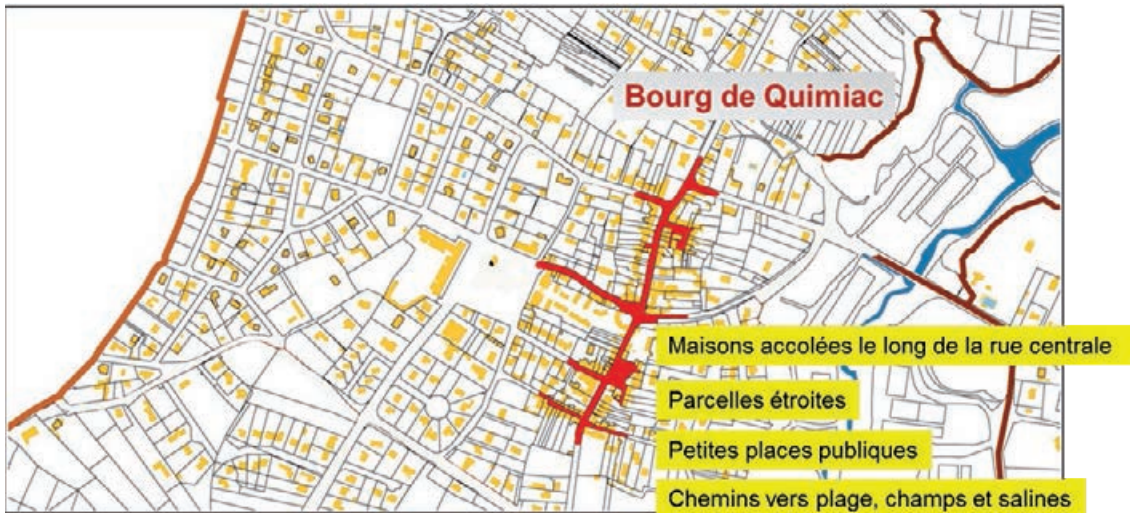 Bourg de Quimiac
Maisons accolées le long de la rue centrale
Parcelles étroites
Petites places publiques
Chemins vers plage, champs et salines